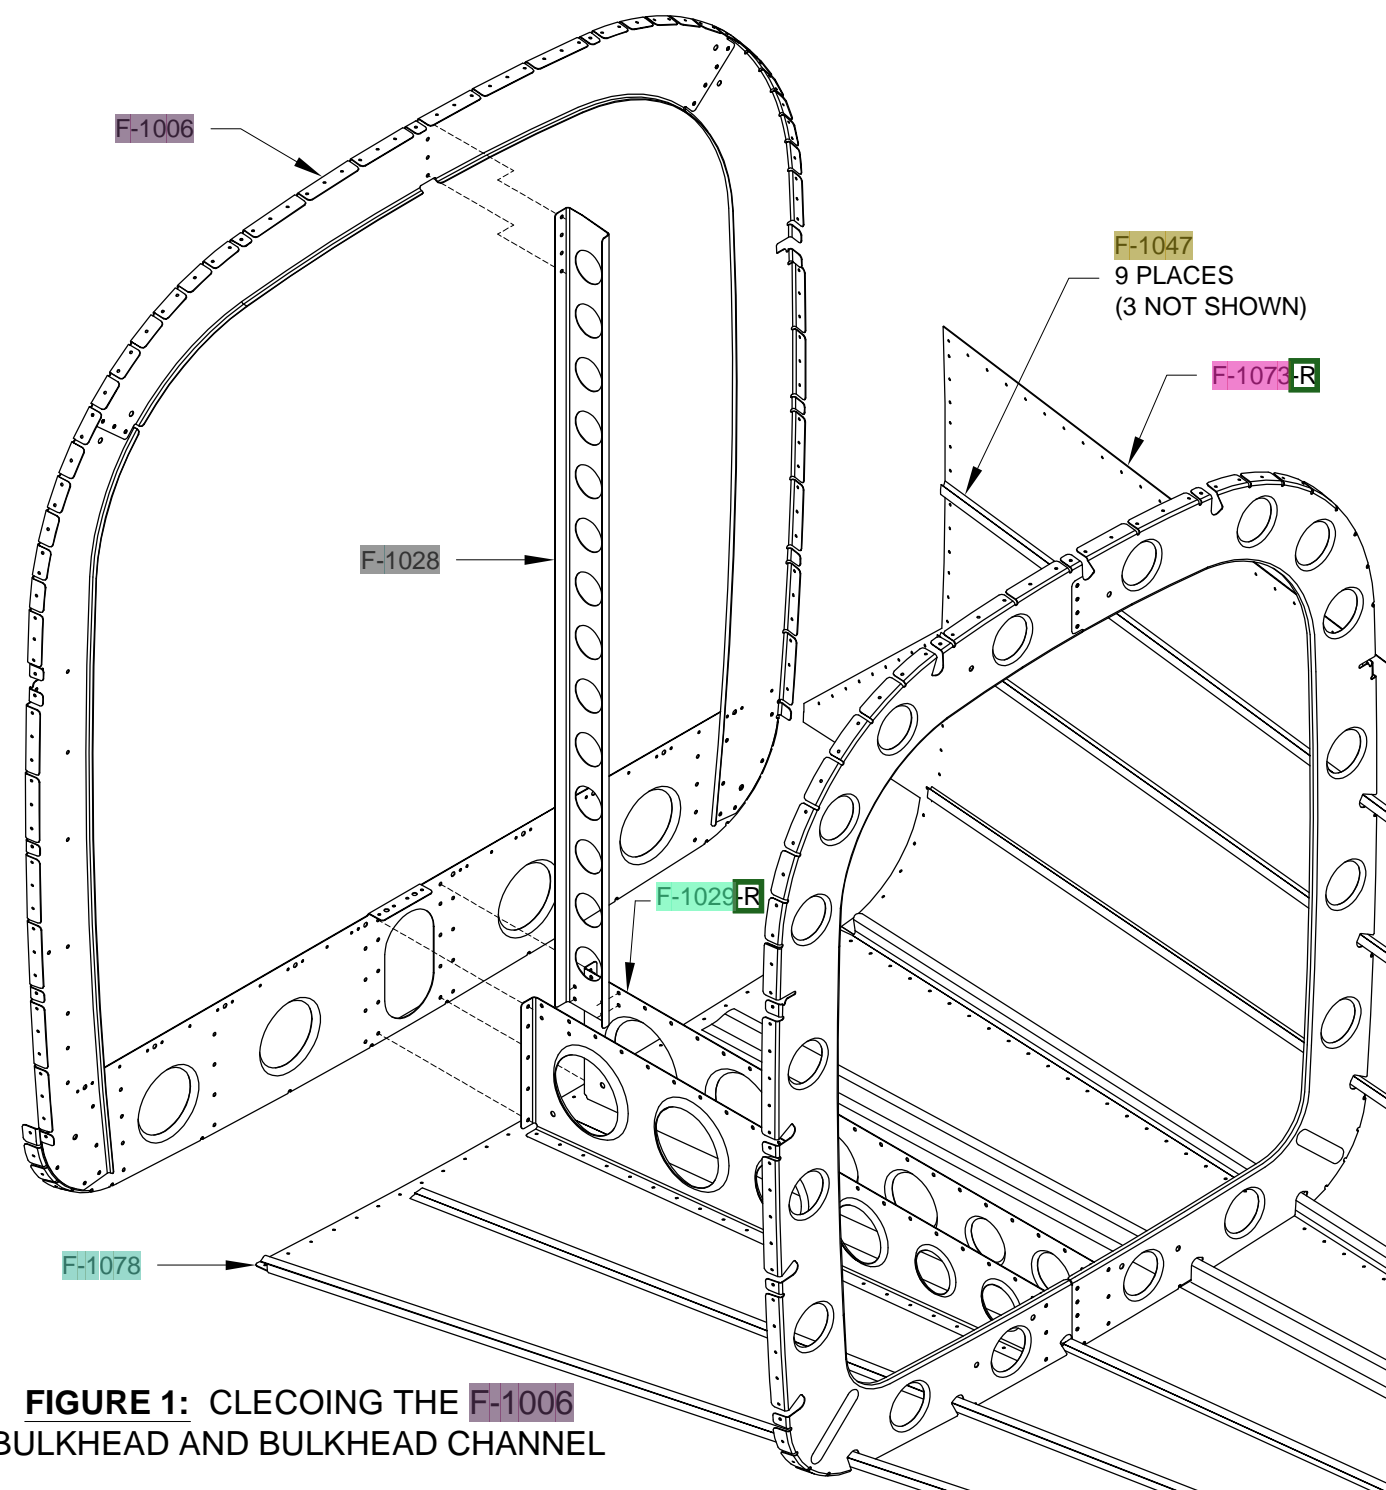 F-1006
F-1047
9 PLACES
(3 NOT SHOWN)
F-1073-R
F-1028
F-1029-R
F-1078
FIGURE 1: CLECOING THE F-1006
BULKHEAD AND BULKHEAD CHANNEL